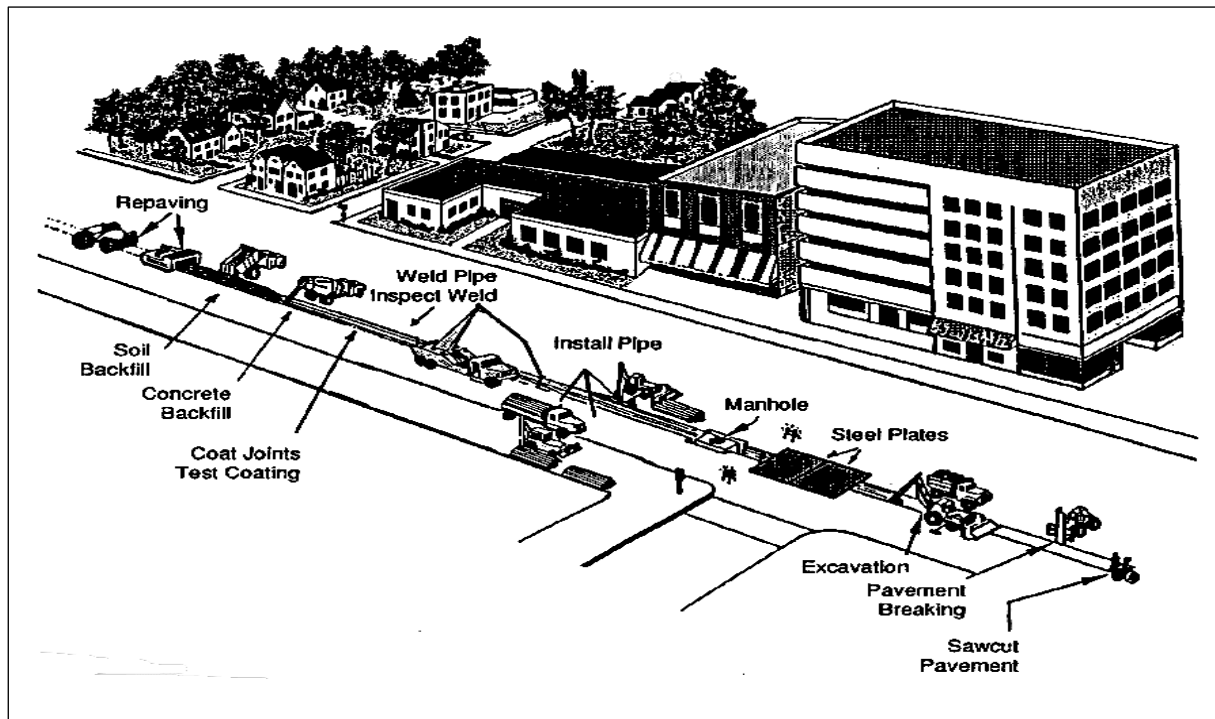 Repaving
Weld Pipe
Inspect Weld
Install Pipe
Soil
Backfill
Concrete
Backfill
Manhole
Steel Plates
Coat Joints
Test Coating
Excavation
Pavement
Breaking
Sawcut
Pavement